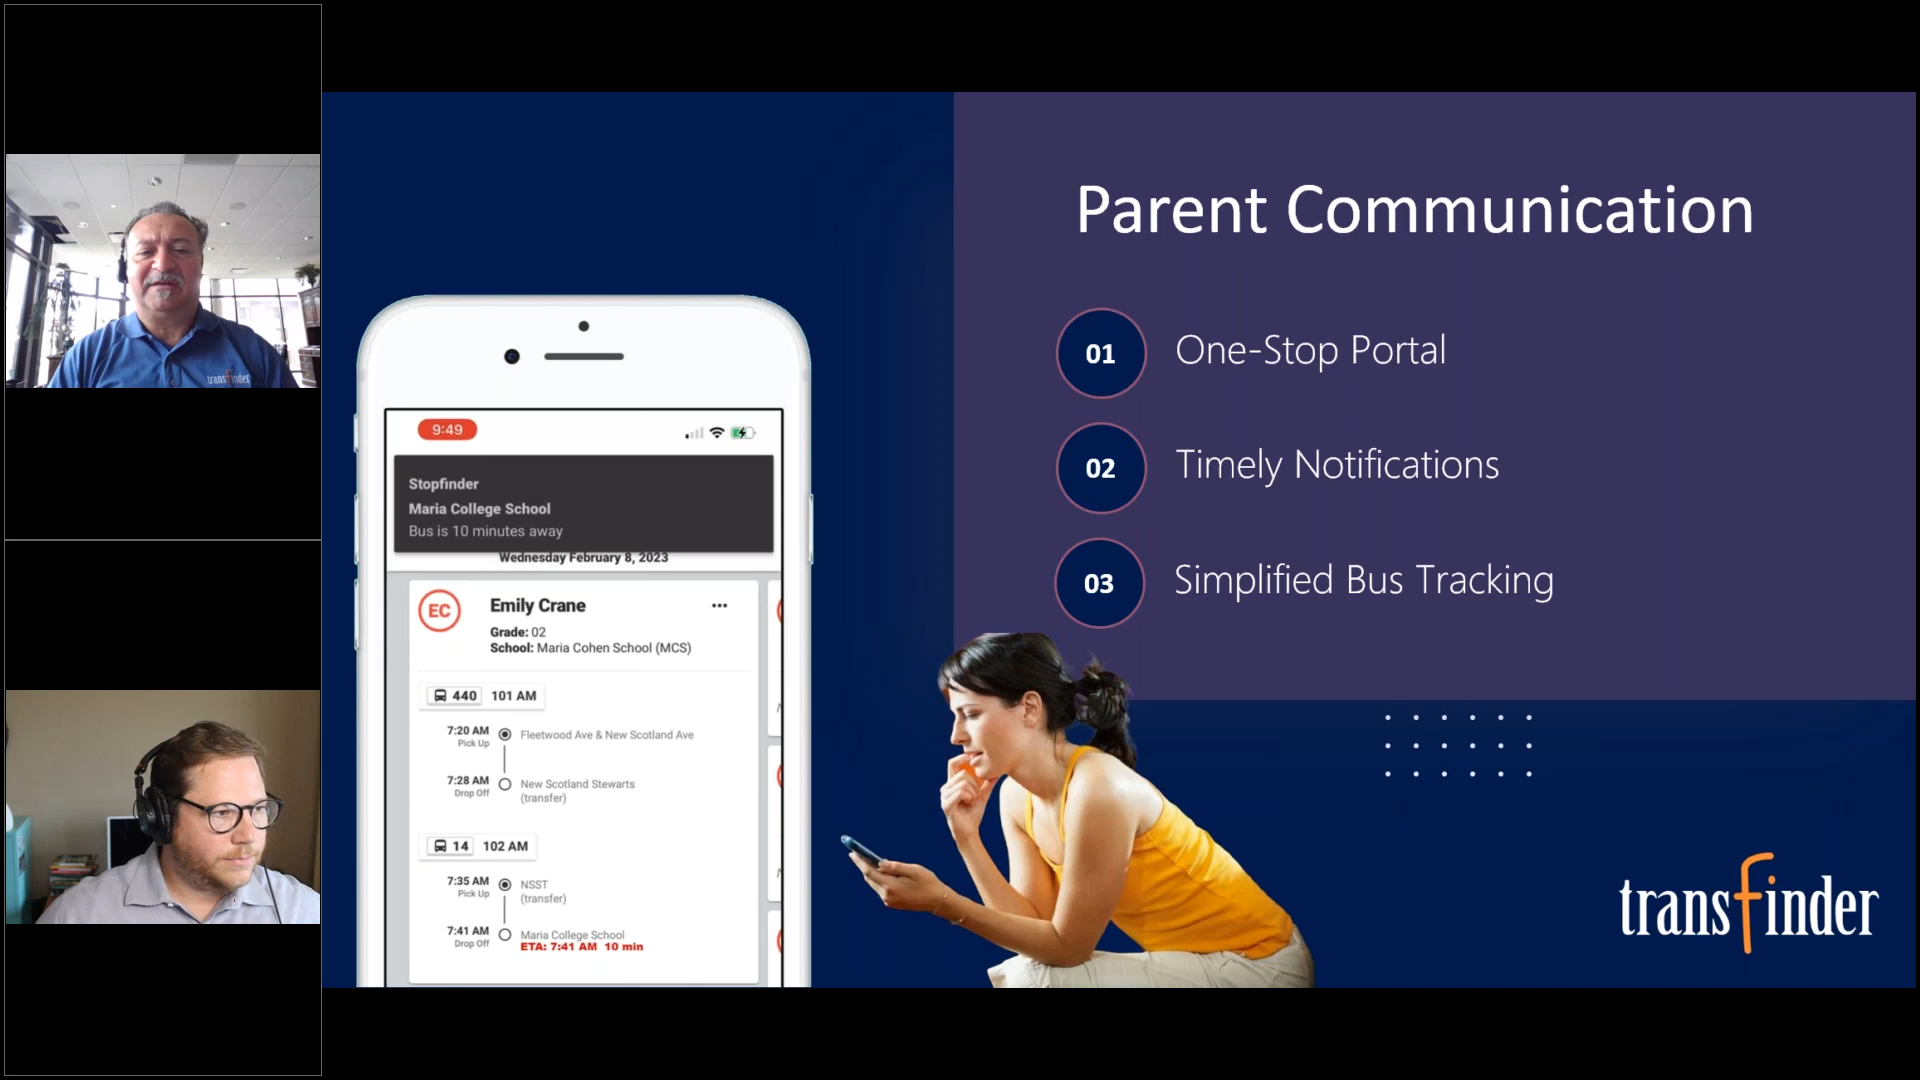 transfinder
9:49
Stopfinder
Maria College School
Bus is 10 minutes away
Wednesday February 8, 2023
EC
Emily Crane
Grade: 02
School: Maria Cohen School (MCS)
440 101 AM
7:20 AM Fleetwood Ave & New Scotland Ave
Pick Up
7:28 AM New Scotland Stewarts
Drop Off (transfer)
14 102 AM
7:35 AM NSST
Pick Up (transfer)
7:41 AM Maria College School
Drop Off ETA: 7:41 AM 10 min
Parent Communication
01 One-Stop Portal
02 Timely Notifications
03 Simplified Bus Tracking
transfinder